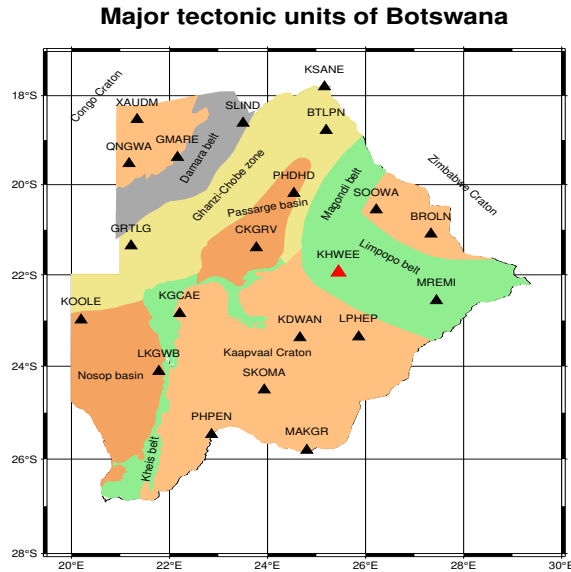 Major tectonic units of Botswana
KSANE
18°S
Congo Craton
XAUDM
SLIND
BTLPN
QNGWA
GMARE
Damara belt
Zimbabwe Craton
20°S
Ghanzi-Chobe zone
PHDHD
Magondi belt
SOOWA
Passarge basin
BROLN
GRTLG
CKGRV
Limpopo belt
KHWEE
22°S
MREMI
KOOLE
KGCAE
KDWAN
LPHEP
LKGWB
Kaapvaal Craton
24°S
Nosop basin
SKOMA
PHPEN
MAKGR
Kheis belt
26°S
28°S
20°E
22°E
24°E
26°E
28°E
30°E